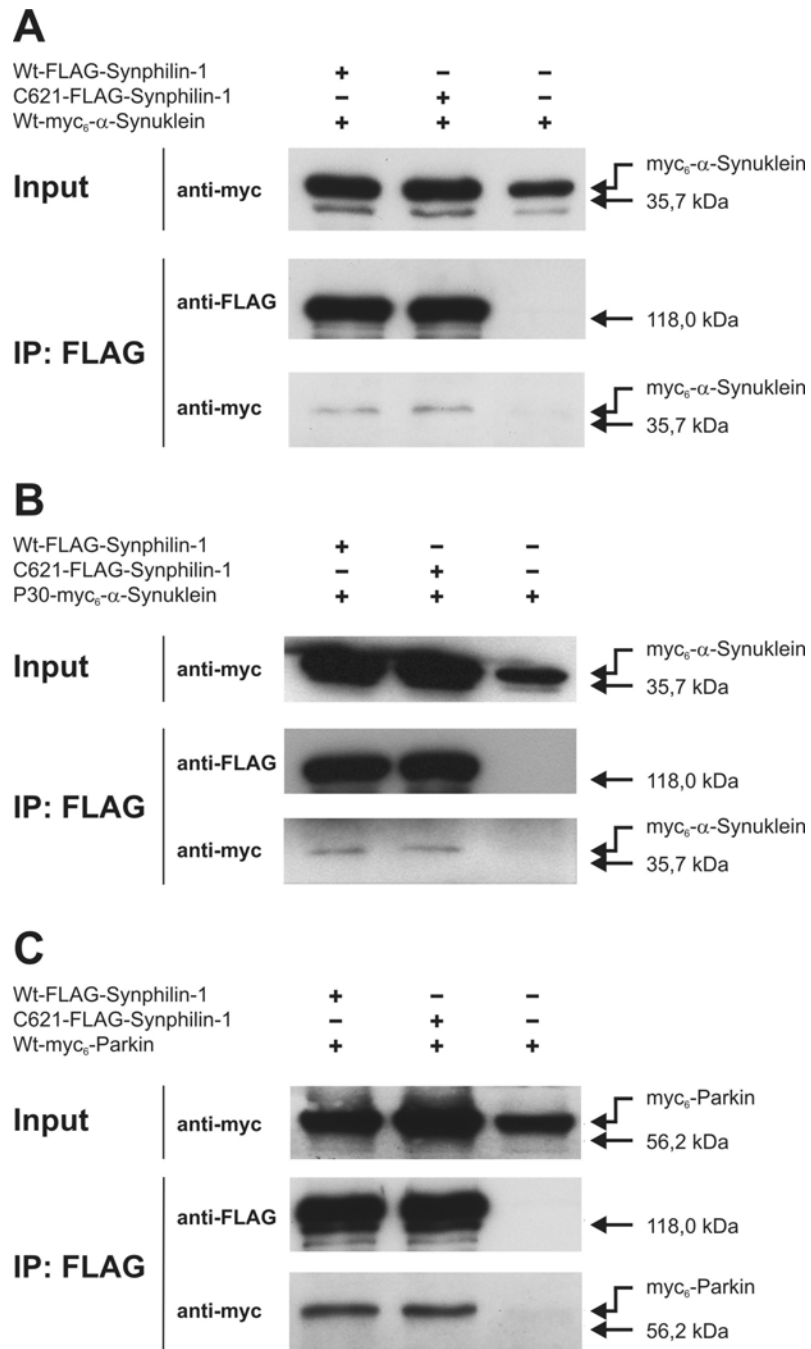 A
Wt-FLAG-Synphilin-1 + − −
C621-FLAG-Synphilin-1 − + −
Wt-myc₆-α-Synuklein + + +
Input anti-myc myc₆-α-Synuklein
35,7 kDa
IP: FLAG
anti-FLAG 118,0 kDa
anti-myc myc₆-α-Synuklein
35,7 kDa
B
Wt-FLAG-Synphilin-1 + − −
C621-FLAG-Synphilin-1 − + −
P30-myc₆-α-Synuklein + + +
Input anti-myc myc₆-α-Synuklein
35,7 kDa
IP: FLAG
anti-FLAG 118,0 kDa
anti-myc myc₆-α-Synuklein
35,7 kDa
C
Wt-FLAG-Synphilin-1 + − −
C621-FLAG-Synphilin-1 − + −
Wt-myc₆-Parkin + + +
Input anti-myc myc₆-Parkin
56,2 kDa
IP: FLAG
anti-FLAG 118,0 kDa
anti-myc myc₆-Parkin
56,2 kDa